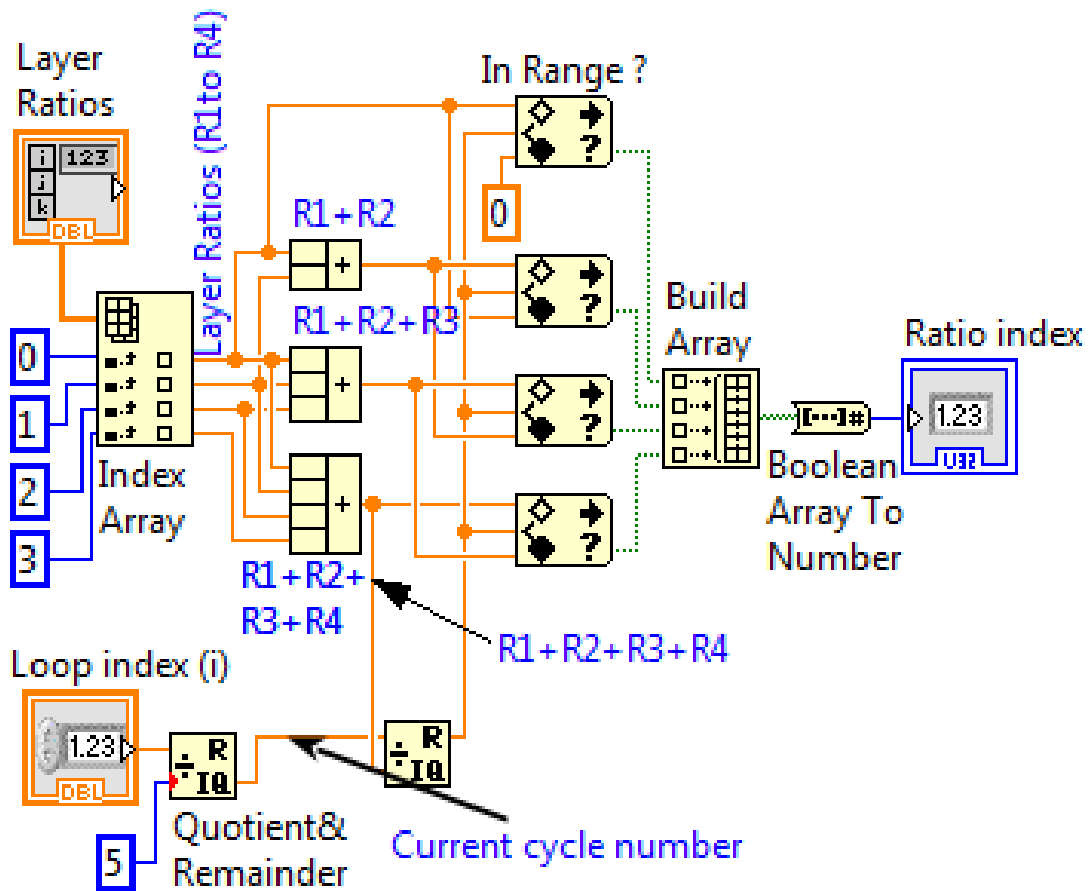 Layer
Ratios
i
j
k
123
DBL
Layer Ratios (R1to R4)
In Range ?
?
0
R1+R2
+
?
R1+R2+R3
+
?
+
?
0
1
2
3
Index
Array
Build
Array
Ratio index
1.23
U32
[····]#
Boolean
Array To
Number
R1+R2+
R3+R4
R1+R2+R3+R4
Loop index (i)
1.23
DBL
÷ R
IQ
÷ R
IQ
5
Quotient&
Remainder
Current cycle number